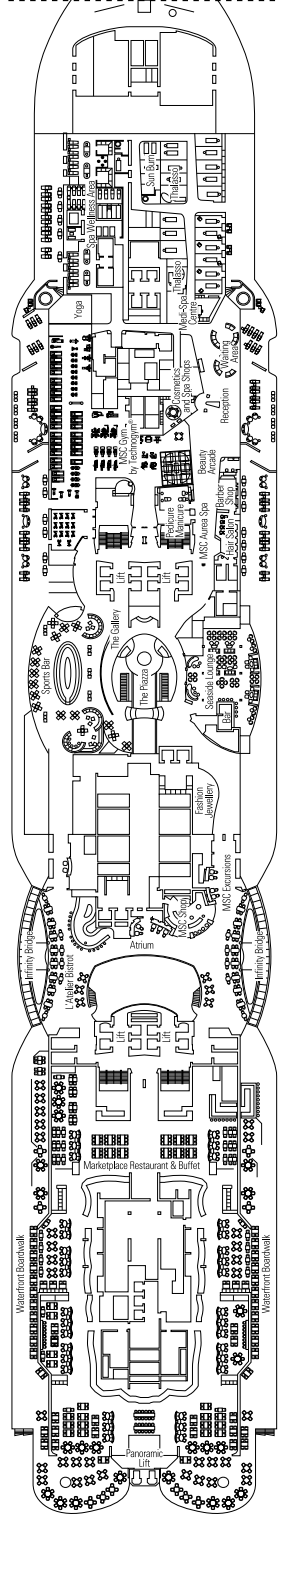 Sun Burn
Thalasso
Spa Wellness Area
Thalasso
Medi-Spa
Centre
Yoga
Waiting
Area
Cosmetics
and Spa Shops
Reception
MSC Gym
by Technogym®
Beauty
Arcade
Barber
Shop
Pedicure
Manicure
Hair Salon
MSC Aurea Spa
Lift
Lift
The Gallery
Sports Bar
The Piazza
Seaside Lounge
Bar
Fashion
Jewellery
MSC Excursions
MSC Shop
Atrium
Infinity Bridge
Infinity Bridge
L'Atelier Bistrot
Lift
Lift
Marketplace Restaurant & Buffet
Waterfront Boardwalk
Waterfront Boardwalk
Panoramic
Lift